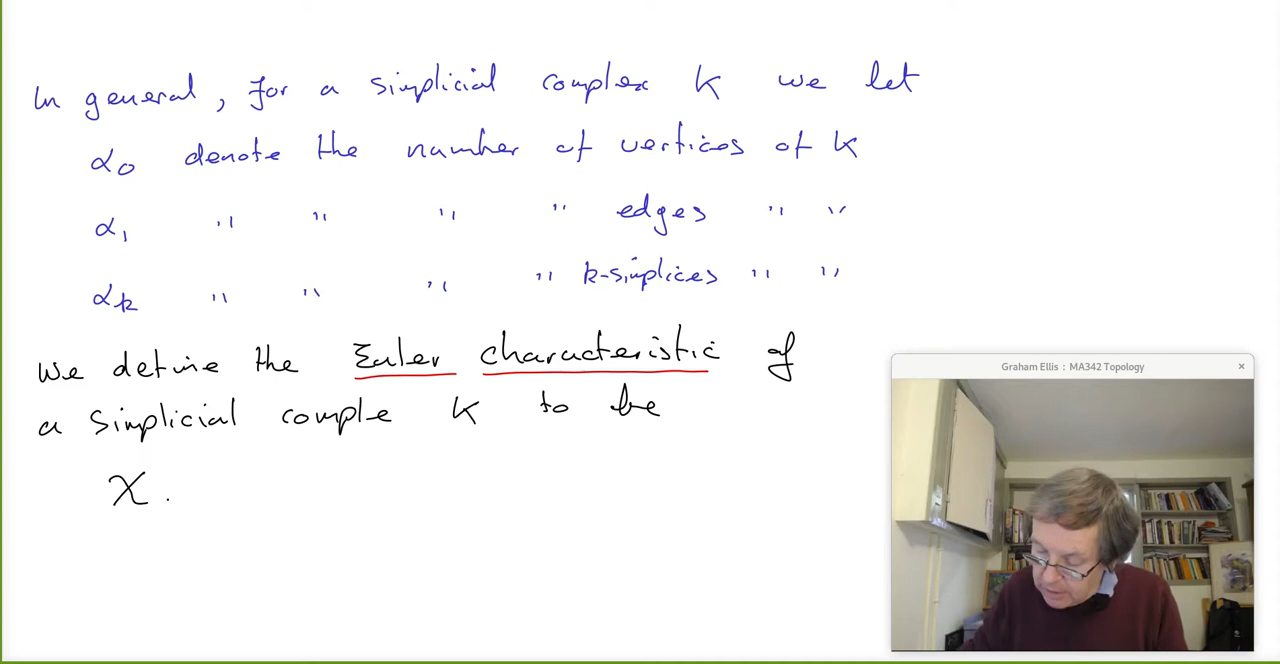 In general, for a simplicial complex K we let
α0 denote the number of vertices of K
α1 " " " " edges " "
αk " " " " k-simplices " "
We define the Euler characteristic of
a simplicial comple K to be
χ
Graham Ellis : MA342 Topology